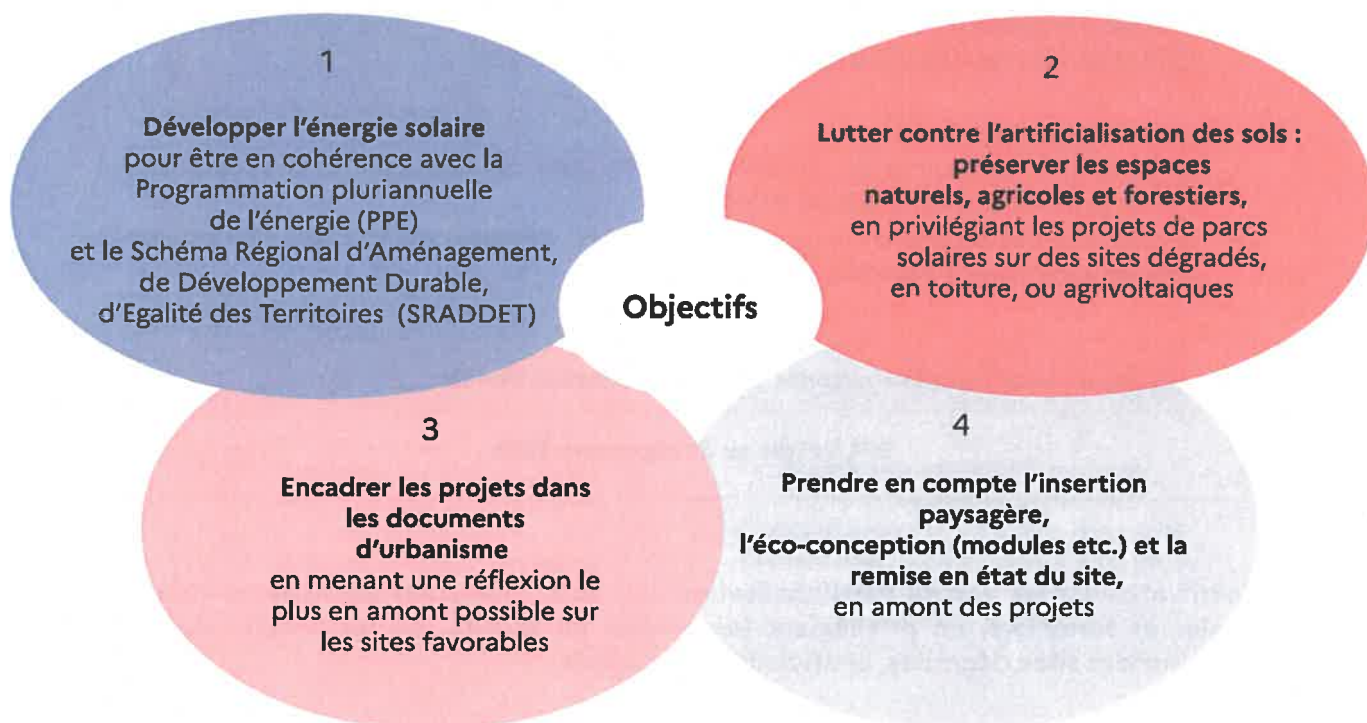 1
Développer l'énergie solaire
pour être en cohérence avec la
Programmation pluriannuelle
de l'énergie (PPE)
et le Schéma Régional d'Aménagement,
de Développement Durable,
d'Egalité des Territoires (SRADDET)
2
Lutter contre l'artificialisation des sols :
préserver les espaces
naturels, agricoles et forestiers,
en privilégiant les projets de parcs
solaires sur des sites dégradés,
en toiture, ou agrivoltaiques
Objectifs
3
Encadrer les projets dans
les documents
d'urbanisme
en menant une réflexion le
plus en amont possible sur
les sites favorables
4
Prendre en compte l'insertion
paysagère,
l'éco-conception (modules etc.) et la
remise en état du site,
en amont des projets